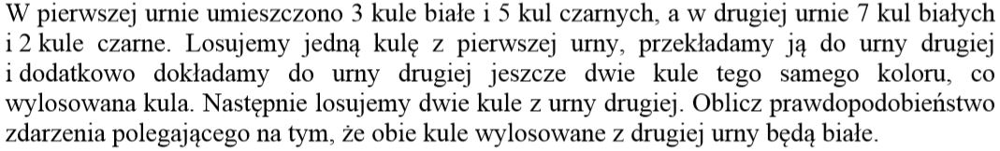 W pierwszej urnie umieszczono 3 kule białe i 5 kul czarnych, a w drugiej urnie 7 kul białych
i 2 kule czarne. Losujemy jedną kulę z pierwszej urny, przekładamy ją do urny drugiej
i dodatkowo dokładamy do urny drugiej jeszcze dwie kule tego samego koloru, co
wylosowana kula. Następnie losujemy dwie kule z urny drugiej. Oblicz prawdopodobieństwo
zdarzenia polegającego na tym, że obie kule wylosowane z drugiej urny będą białe.